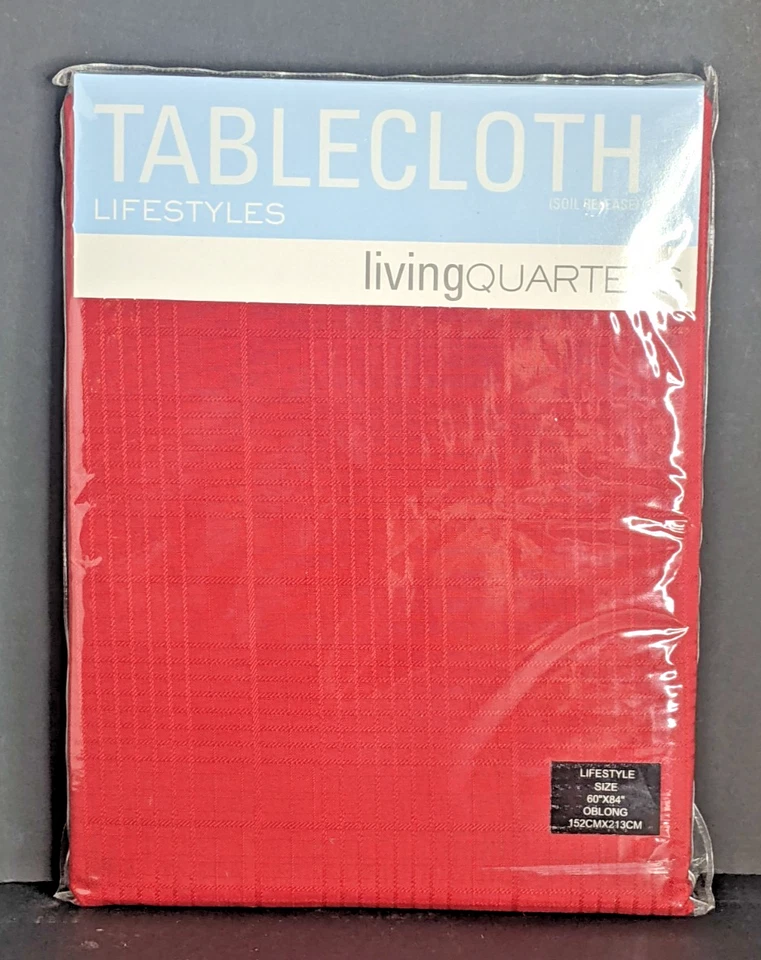 TABLECLOTH
LIFESTYLES
(SOIL RELEASE)
livingQUARTERS
LIFESTYLE
SIZE
60"X84"
OBLONG
152CMX213CM